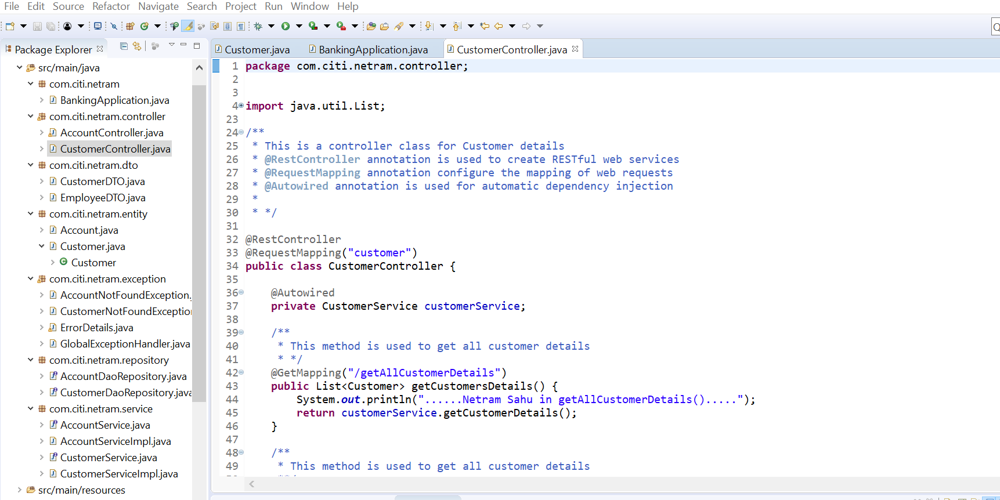 File Edit Source Refactor Navigate Search Project Run Window Help
Package Explorer
src/main/java
com.citi.netram
BankingApplication.java
com.citi.netram.controller
AccountController.java
CustomerController.java
com.citi.netram.dto
CustomerDTO.java
EmployeeDTO.java
com.citi.netram.entity
Account.java
Customer.java
Customer
com.citi.netram.exception
AccountNotFoundException.
CustomerNotFoundExceptio
ErrorDetails.java
GlobalExceptionHandler.java
com.citi.netram.repository
AccountDaoRepository.java
CustomerDaoRepository.java
com.citi.netram.service
AccountService.java
AccountServiceImpl.java
CustomerService.java
CustomerServiceImpl.java
src/main/resources
Customer.java BankingApplication.java CustomerController.java
1 package com.citi.netram.controller;
2
3
4 import java.util.List;
23
24 /**
25  * This is a controller class for Customer details
26  * @RestController annotation is used to create RESTful web services
27  * @RequestMapping annotation configure the mapping of web requests
28  * @Autowired annotation is used for automatic dependency injection
29  *
30  * */
31
32 @RestController
33 @RequestMapping("customer")
34 public class CustomerController {
35
36     @Autowired
37     private CustomerService customerService;
38
39     /**
40      * This method is used to get all customer details
41      * */
42     @GetMapping("/getAllCustomerDetails")
43     public List<Customer> getCustomersDetails() {
44         System.out.println("......Netram Sahu in getAllCustomerDetails().....");
45         return customerService.getCustomerDetails();
46     }
47
48     /**
49      * This method is used to get all customer details